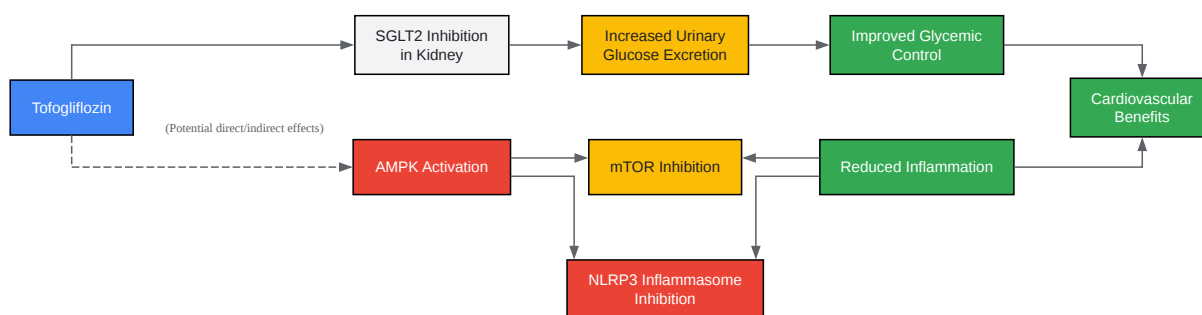 SGLT2 Inhibition
in Kidney
Increased Urinary
Glucose Excretion
Improved Glycemic
Control
Tofogliflozin
Cardiovascular
Benefits
(Potential direct/indirect effects)
AMPK Activation
mTOR Inhibition
Reduced Inflammation
NLRP3 Inflammasome
Inhibition